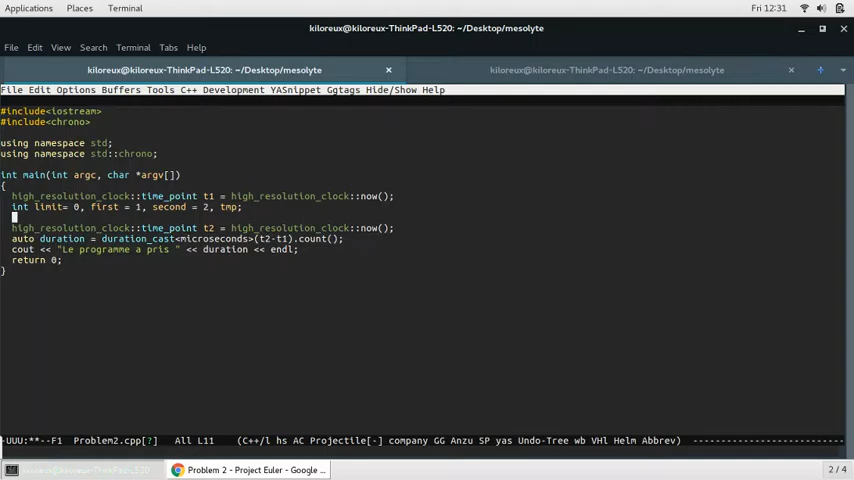 Applications Places Terminal Fri 12:31
kiloreux@kiloreux-ThinkPad-L520: ~/Desktop/mesolyte
File Edit View Search Terminal Tabs Help
kiloreux@kiloreux-ThinkPad-L520: ~/Desktop/mesolyte × kiloreux@kiloreux-ThinkPad-L520: ~/Desktop/mesolyte ×
File Edit Options Buffers Tools C++ Development YASnippet Ggtags Hide/Show Help
#include<iostream>
#include<chrono>
using namespace std;
using namespace std::chrono;
int main(int argc, char *argv[])
{
high_resolution_clock::time_point t1 = high_resolution_clock::now();
int limit= 0, first = 1, second = 2, tmp;
high_resolution_clock::time_point t2 = high_resolution_clock::now();
auto duration = duration_cast<microseconds>(t2-t1).count();
cout << "Le programme a pris " << duration << endl;
return 0;
}
-UUU:**--F1 Problem2.cpp[?] All L11 (C++/l hs AC Projectile[-] company GG Anzu SP yas Undo-Tree wb VHl Helm Abbrev) --------------------------
Problem 2 - Project Euler - Google ... 2 / 4